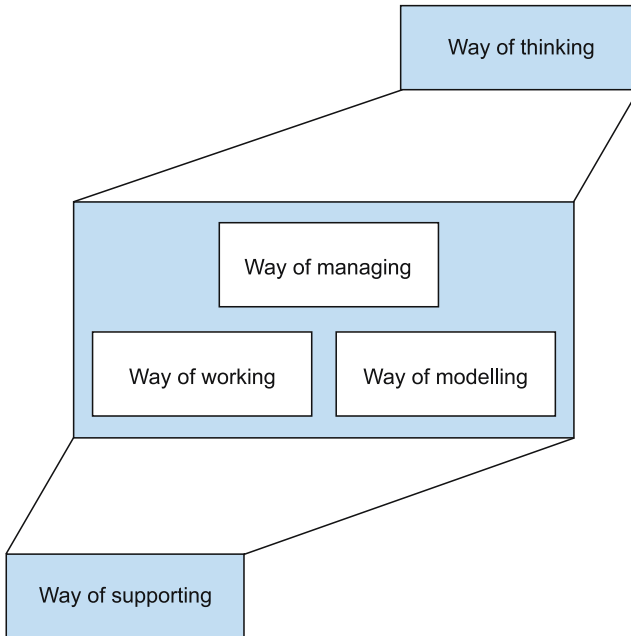 Way of thinking
Way of managing
Way of working
Way of modelling
Way of supporting